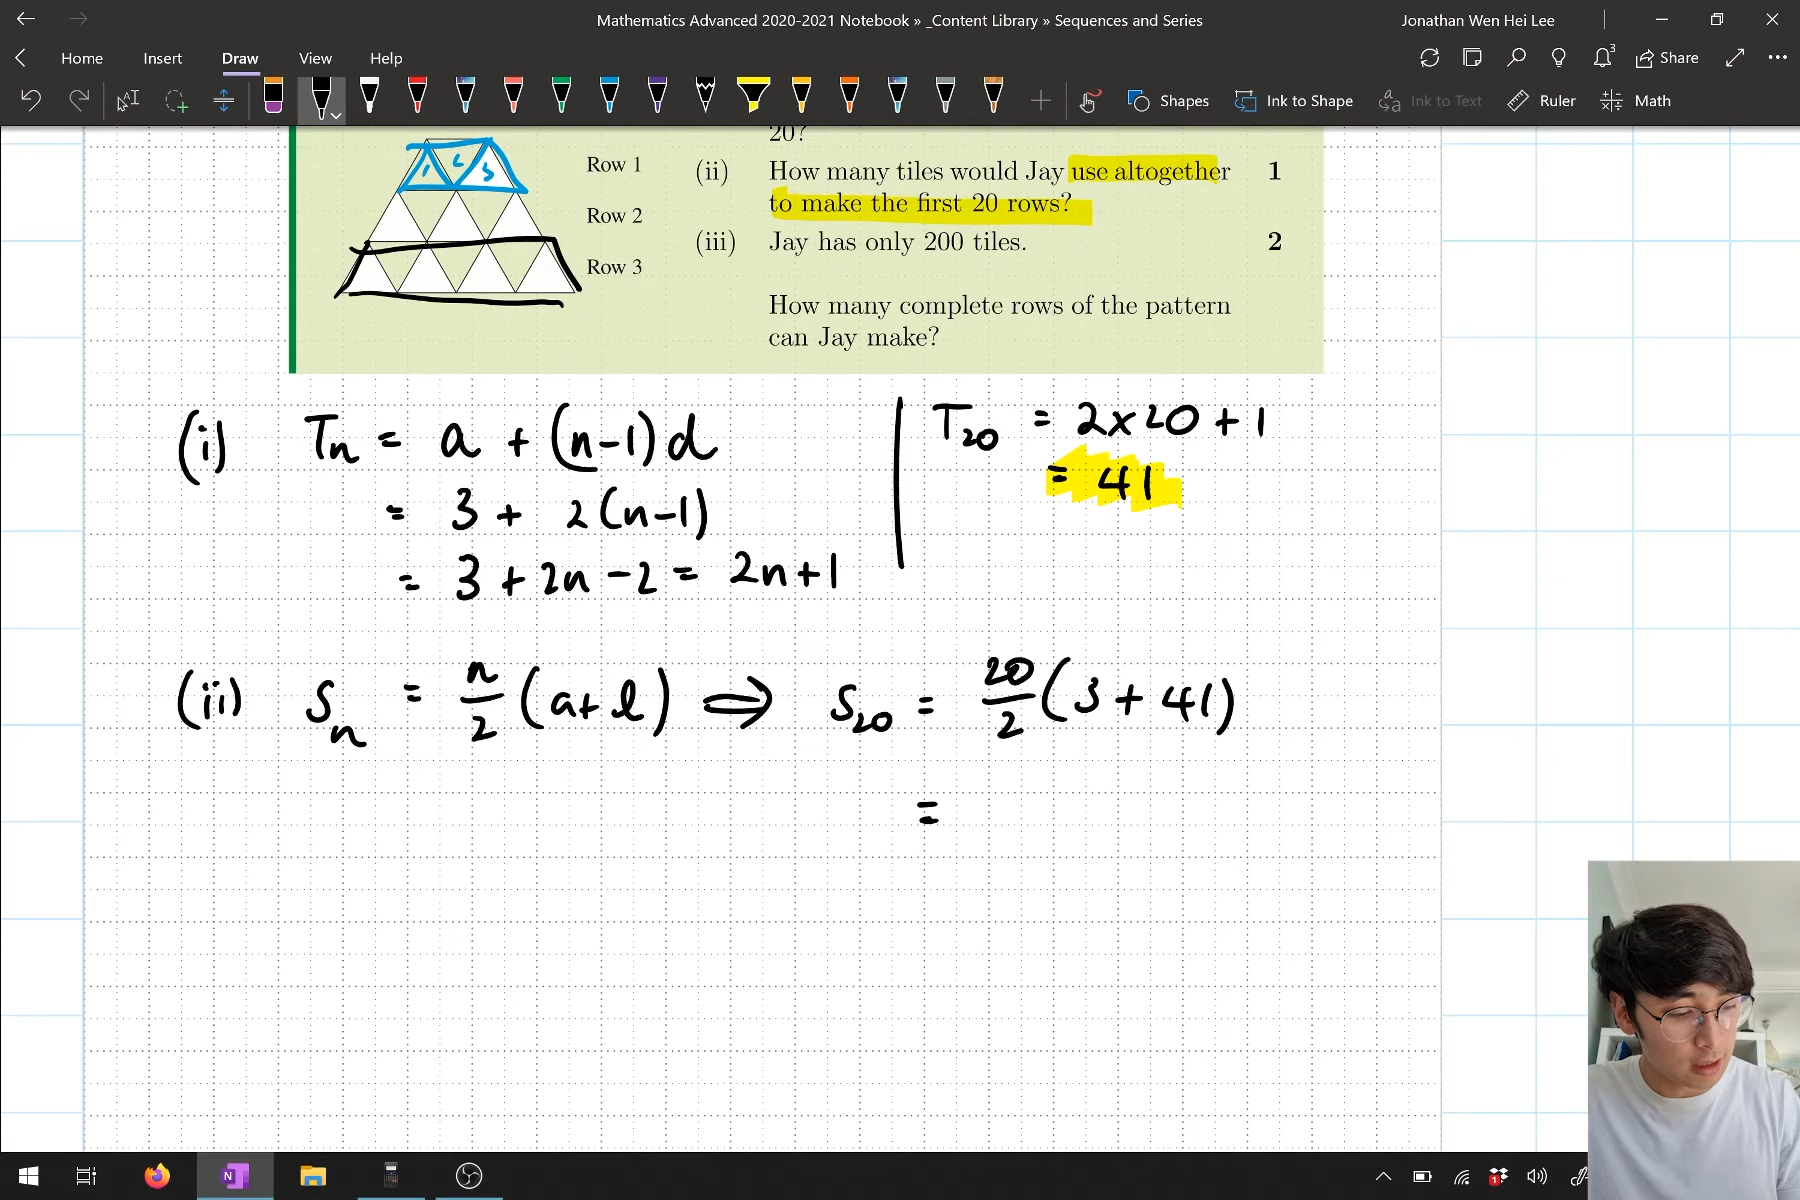 Mathematics Advanced 2020-2021 Notebook » _Content Library » Sequences and Series
Jonathan Wen Hei Lee
Home Insert Draw View Help
3
Share
Shapes
Ink to Shape
Ink to Text
Ruler
Math
20?
1 2 3
Row 1
Row 2
Row 3
(ii) How many tiles would Jay use altogether 1
to make the first 20 rows?
(iii) Jay has only 200 tiles. 2
How many complete rows of the pattern
can Jay make?
(i) Tn = a + (n-1)d
= 3 + 2(n-1)
= 3 + 2n - 2 = 2n+1
T20 = 2x20 + 1
= 41
(ii) Sn = n/2 (a+l) ⇒ S20 = 20/2 (3 + 41)
=